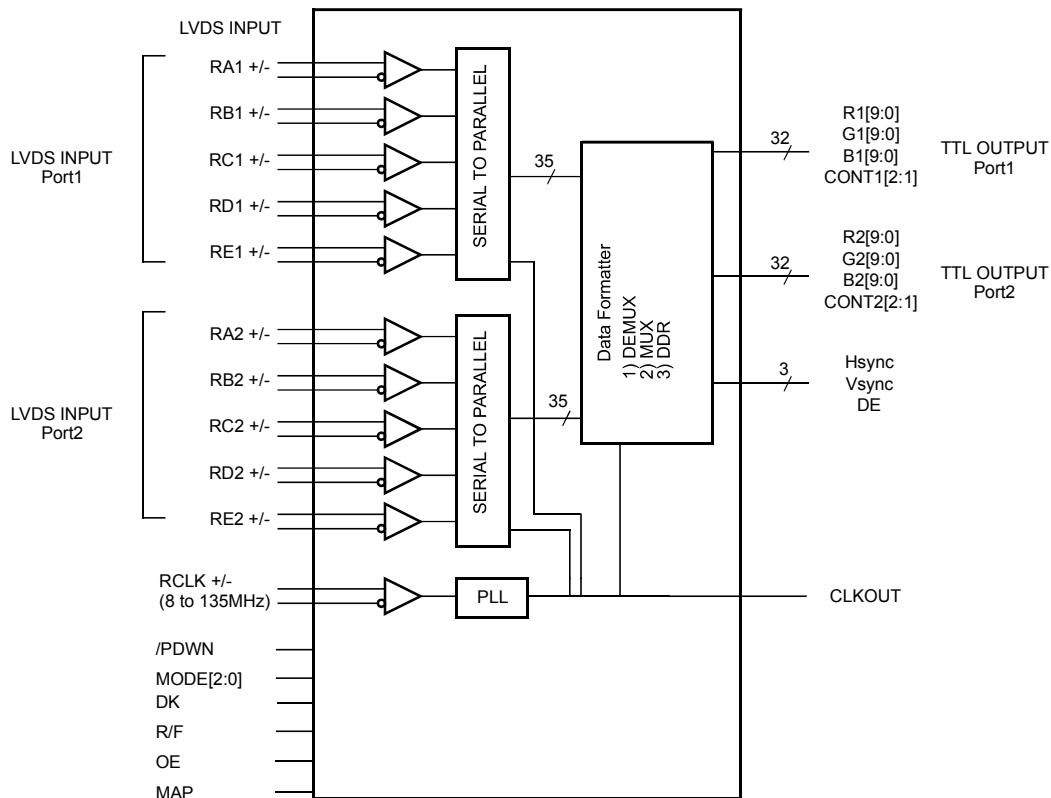 LVDS INPUT
RA1 +/-
RB1 +/-
LVDS INPUT
Port1
RC1 +/-
RD1 +/-
RE1 +/-
SERIAL TO PARALLEL
35
RA2 +/-
RB2 +/-
LVDS INPUT
Port2
RC2 +/-
RD2 +/-
RE2 +/-
SERIAL TO PARALLEL
35
Data Formatter
1) DEMUX
2) MUX
3) DDR
32
R1[9:0]
G1[9:0]
B1[9:0]
CONT1[2:1]
TTL OUTPUT
Port1
32
R2[9:0]
G2[9:0]
B2[9:0]
CONT2[2:1]
TTL OUTPUT
Port2
3
Hsync
Vsync
DE
RCLK +/-
(8 to 135MHz)
PLL
CLKOUT
/PDWN
MODE[2:0]
DK
R/F
OE
MAP